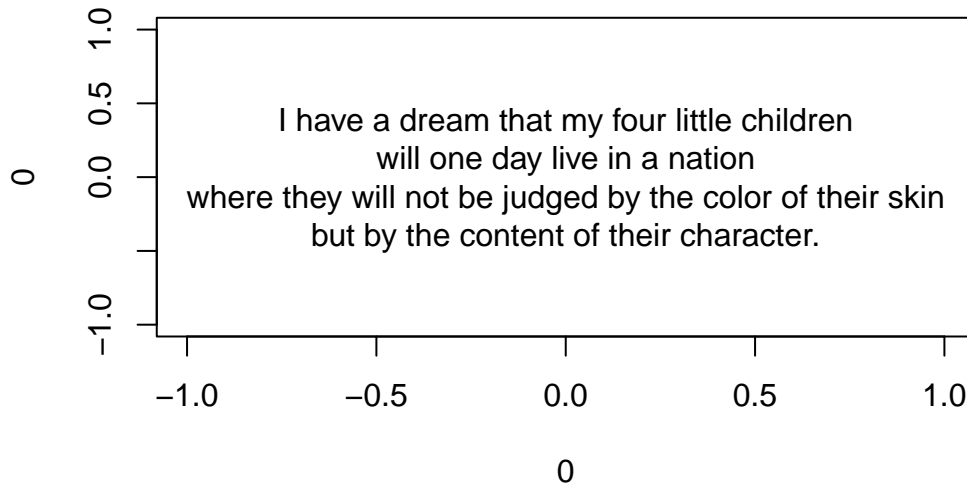 1.0
0.5
0.0
−1.0
0
I have a dream that my four little children
will one day live in a nation
where they will not be judged by the color of their skin
but by the content of their character.
−1.0 −0.5 0.0 0.5 1.0
0